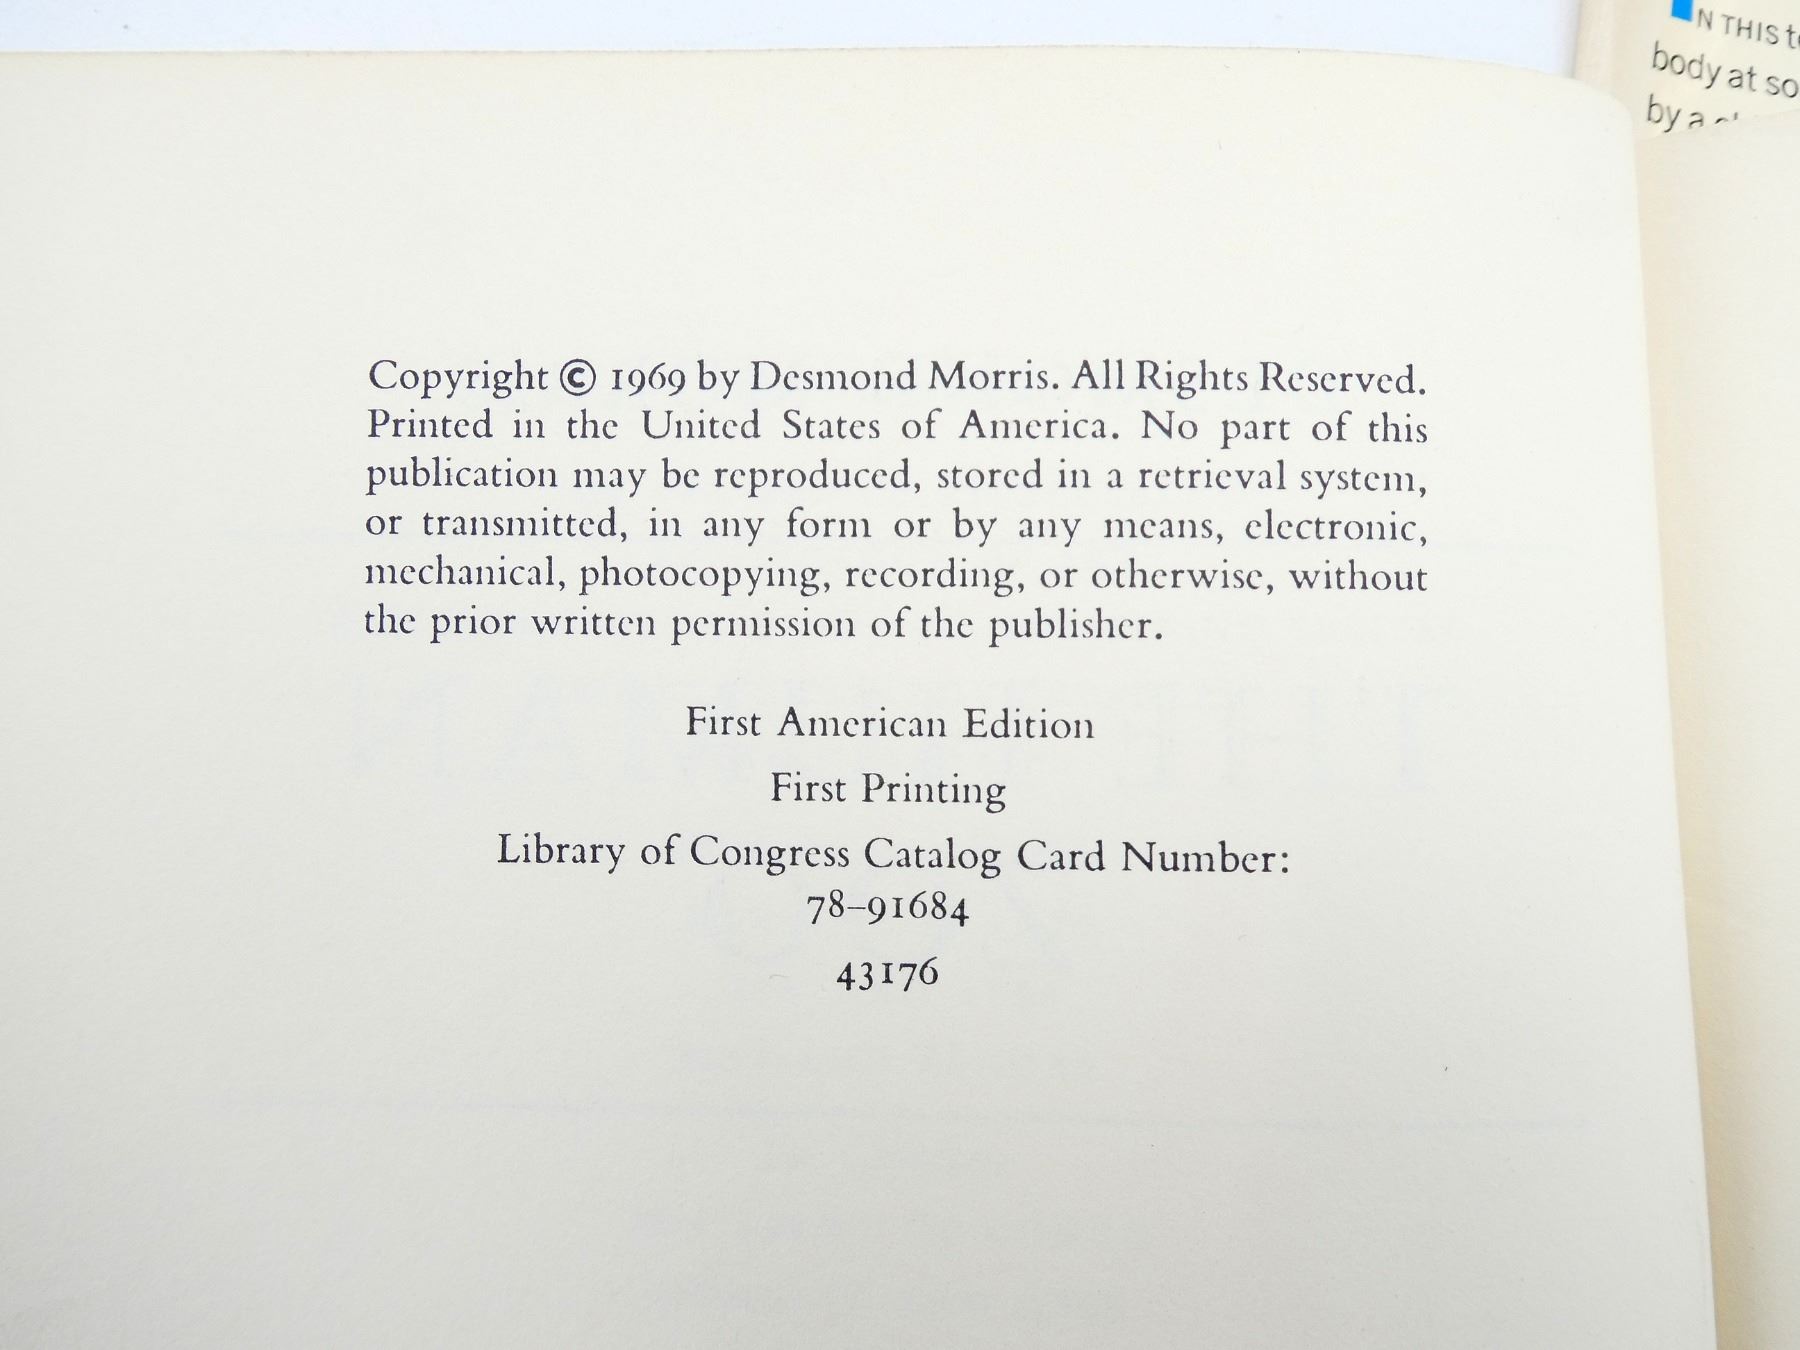 Copyright © 1969 by Desmond Morris. All Rights Reserved.
Printed in the United States of America. No part of this
publication may be reproduced, stored in a retrieval system,
or transmitted, in any form or by any means, electronic,
mechanical, photocopying, recording, or otherwise, without
the prior written permission of the publisher.
First American Edition
First Printing
Library of Congress Catalog Card Number:
78–91684
43176
IN THIS
body at
by a